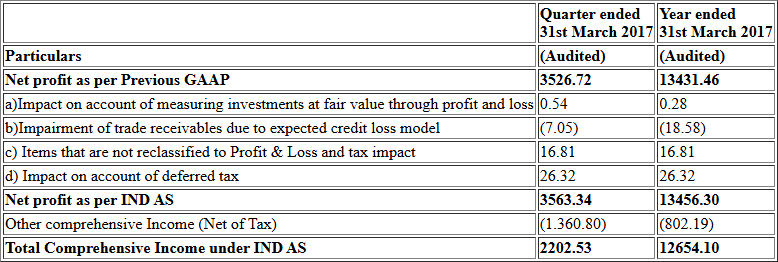 Quarter ended Year ended
31st March 2017 31st March 2017
Particulars (Audited) (Audited)
Net profit as per Previous GAAP 3526.72 13431.46
a)Impact on account of measuring investments at fair value through profit and loss 0.54 0.28
b)Impairment of trade receivables due to expected credit loss model (7.05) (18.58)
c) Items that are not reclassified to Profit & Loss and tax impact 16.81 16.81
d) Impact on account of deferred tax 26.32 26.32
Net profit as per IND AS 3563.34 13456.30
Other comprehensive Income (Net of Tax) (1.360.80) (802.19)
Total Comprehensive Income under IND AS 2202.53 12654.10